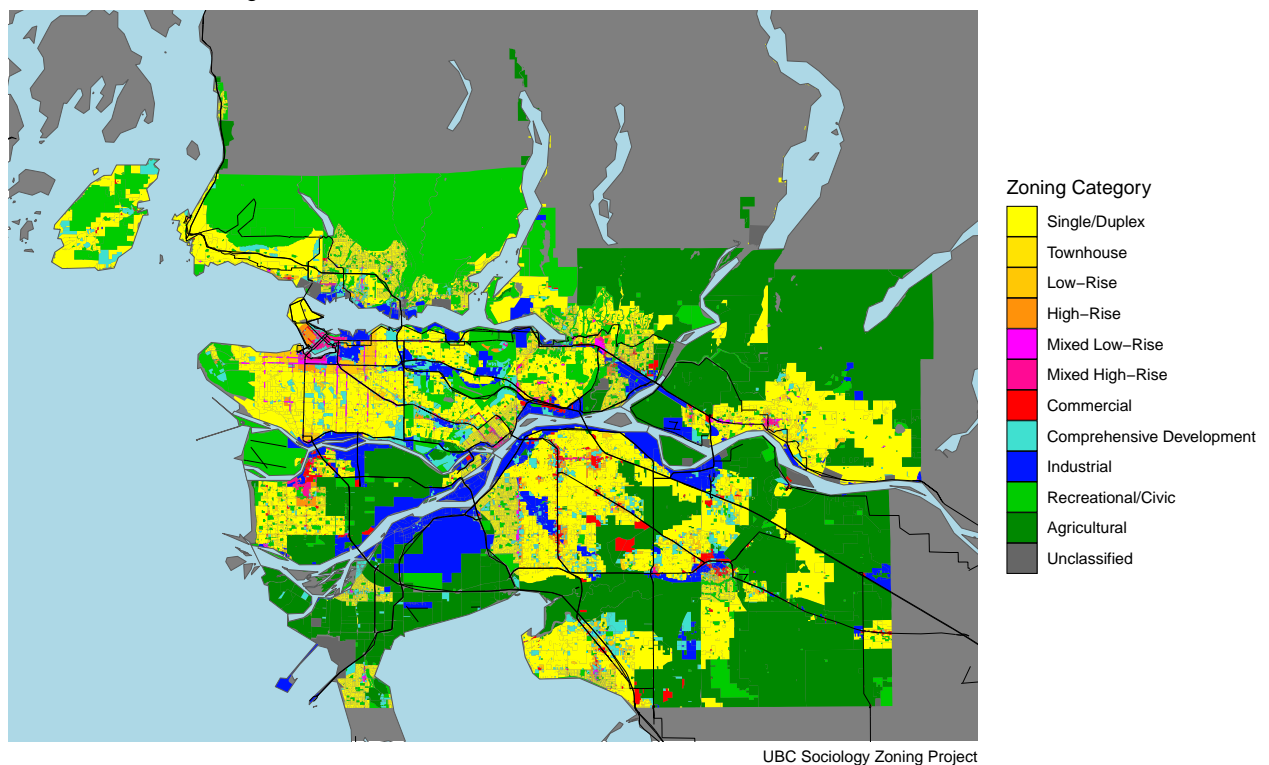 Zoning Category
Single/Duplex
Townhouse
Low−Rise
High−Rise
Mixed Low−Rise
Mixed High−Rise
Commercial
Comprehensive Development
Industrial
Recreational/Civic
Agricultural
Unclassified
UBC Sociology Zoning Project